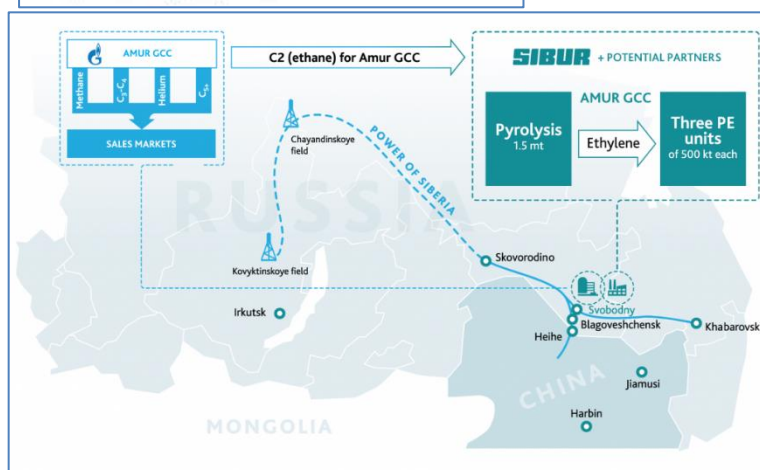 AMUR GCC
Methane
C3-C4
Helium
C5+
SALES MARKETS
C2 (ethane) for Amur GCC
SIBUR + POTENTIAL PARTNERS
AMUR GCC
Pyrolysis
1.5 mt
Ethylene
Three PE
units
of 500 kt each
Chayandinskoye
field
POWER OF SIBERIA
RUSSIA
Kovyktinskoye field
Skovorodino
Irkutsk
Svobodny
Blagoveshchensk
Khabarovsk
Heihe
CHINA
Jiamusi
Harbin
MONGOLIA